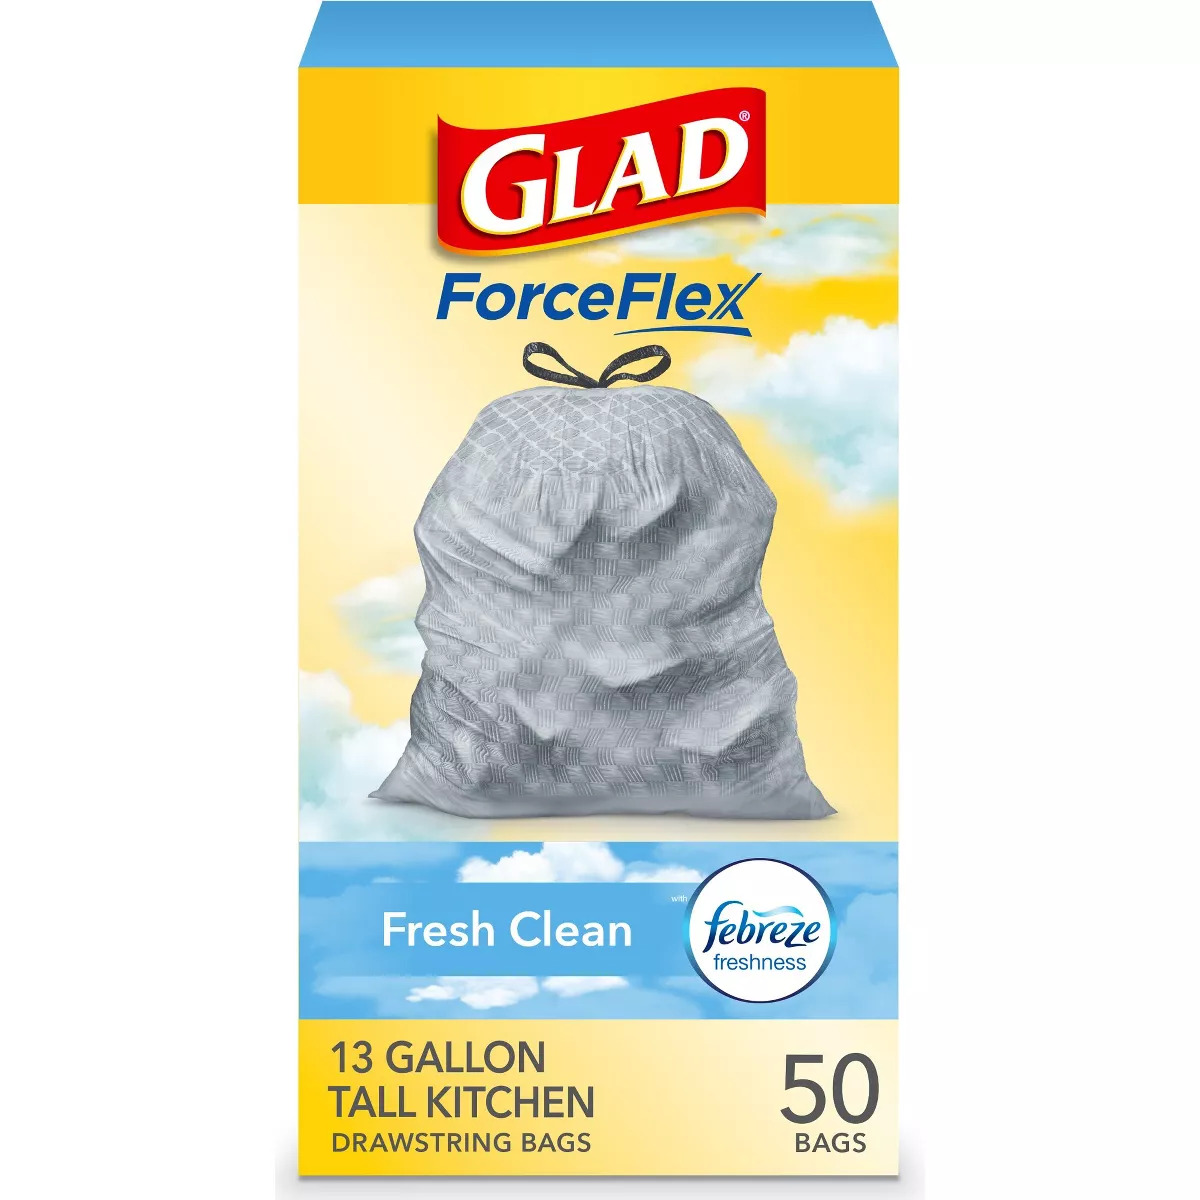 GLAD®
ForceFlex
Fresh Clean
with
febreze
freshness
13 GALLON
TALL KITCHEN
DRAWSTRING BAGS
50
BAGS